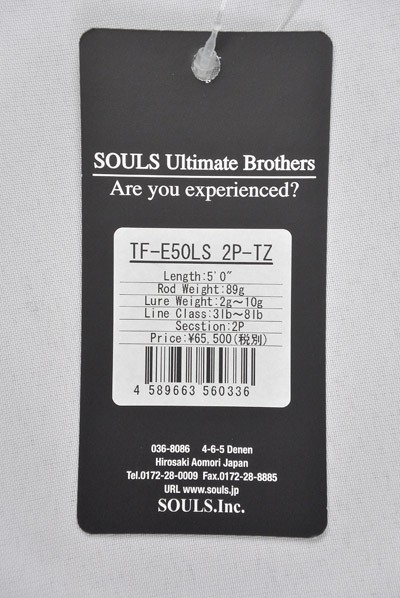 SOULS Ultimate Brothers
Are you experienced?
TF-E50LS 2P-TZ
Length:5'0"
Rod Weight:89g
Lure Weight:2g～10g
Line Class:3lb～8lb
Secstion:2P
Price:¥65,500(税別)
4 589663 560336
036-8086 4-6-5 Denen
Hirosaki Aomori Japan
Tel.0172-28-0009 Fax.0172-28-8885
URL www.souls.jp
SOULS.Inc.